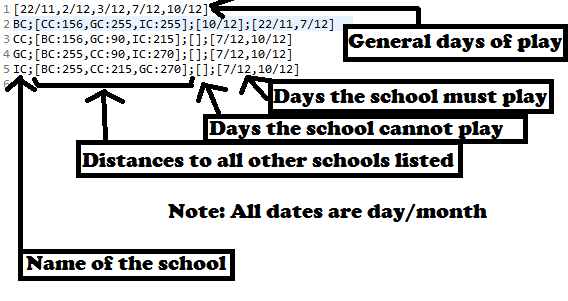 1 [22/11,2/12,3/12,7/12,10/12]
2 BC;[CC:156,GC:255,IC:255];[10/12];[22/11,7/12]
3 CC;[BC:156,GC:90,IC:215];[];[7/12,10/12]
4 GC;[BC:255,CC:90,IC:270];[];[7/12,10/12]
5 IC;[BC:255,CC:215,GC:270];[];[7/12,10/12]
6
General days of play
Days the school must play
Days the school cannot play
Distances to all other schools listed
Note: All dates are day/month
Name of the school